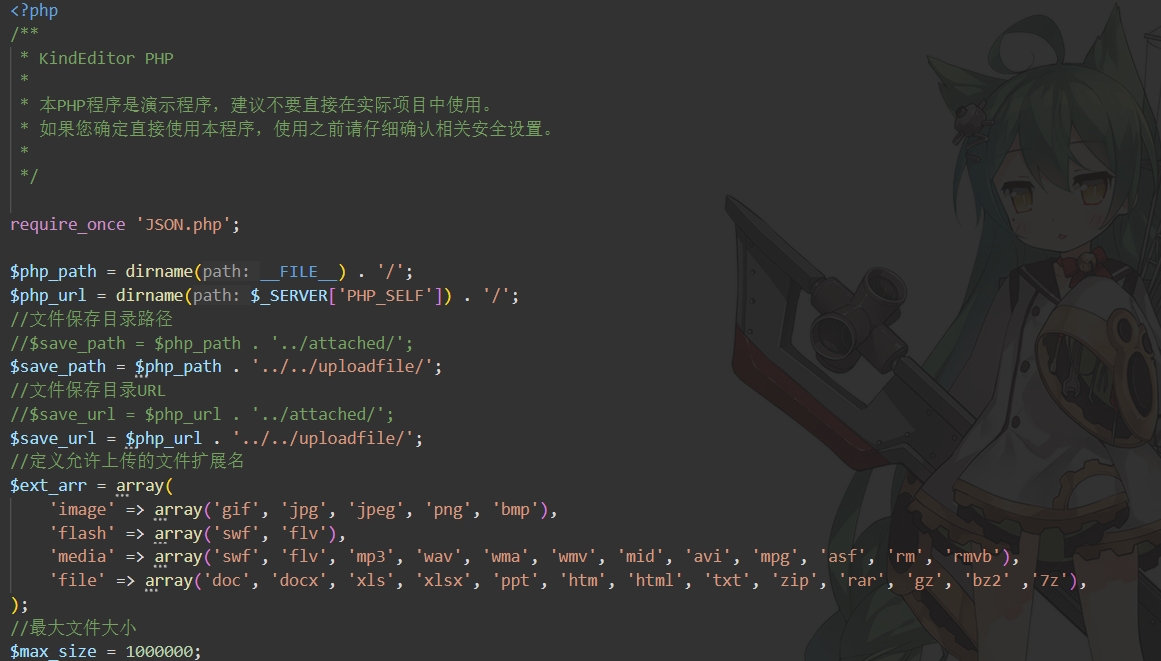 <?php
/**
 * KindEditor PHP
 *
 * 本PHP程序是演示程序，建议不要直接在实际项目中使用。
 * 如果您确定直接使用本程序，使用之前请仔细确认相关安全设置。
 *
 */
require_once 'JSON.php';
$php_path = dirname(path: __FILE__) . '/';
$php_url = dirname(path: $_SERVER['PHP_SELF']) . '/';
//文件保存目录路径
//$save_path = $php_path . '../attached/';
$save_path = $php_path . '../../uploadfile/';
//文件保存目录URL
//$save_url = $php_url . '../attached/';
$save_url = $php_url . '../../uploadfile/';
//定义允许上传的文件扩展名
$ext_arr = array(
    'image' => array('gif', 'jpg', 'jpeg', 'png', 'bmp'),
    'flash' => array('swf', 'flv'),
    'media' => array('swf', 'flv', 'mp3', 'wav', 'wma', 'wmv', 'mid', 'avi', 'mpg', 'asf', 'rm', 'rmvb'),
    'file' => array('doc', 'docx', 'xls', 'xlsx', 'ppt', 'htm', 'html', 'txt', 'zip', 'rar', 'gz', 'bz2' ,'7z'),
);
//最大文件大小
$max_size = 1000000;